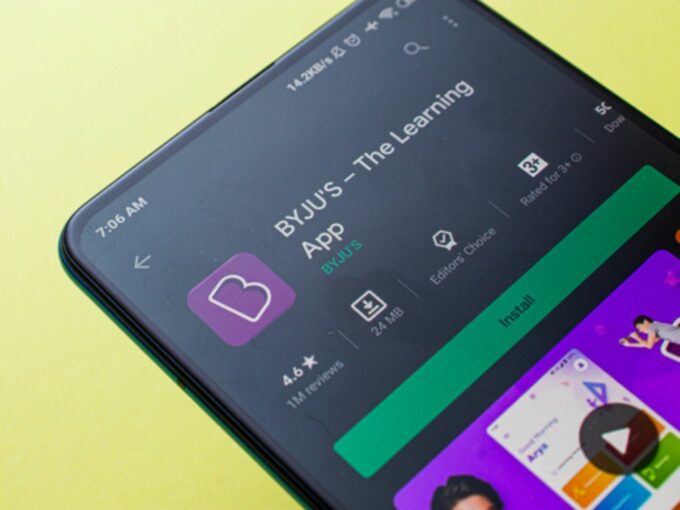 7:06 AM
14.2KB/s
BYJU'S – The Learning
App
BYJU'S
4.6★
1M reviews
24 MB
Editors' Choice
3+
Rated for 3+
50
Dow
Install
Good Morning
Arya